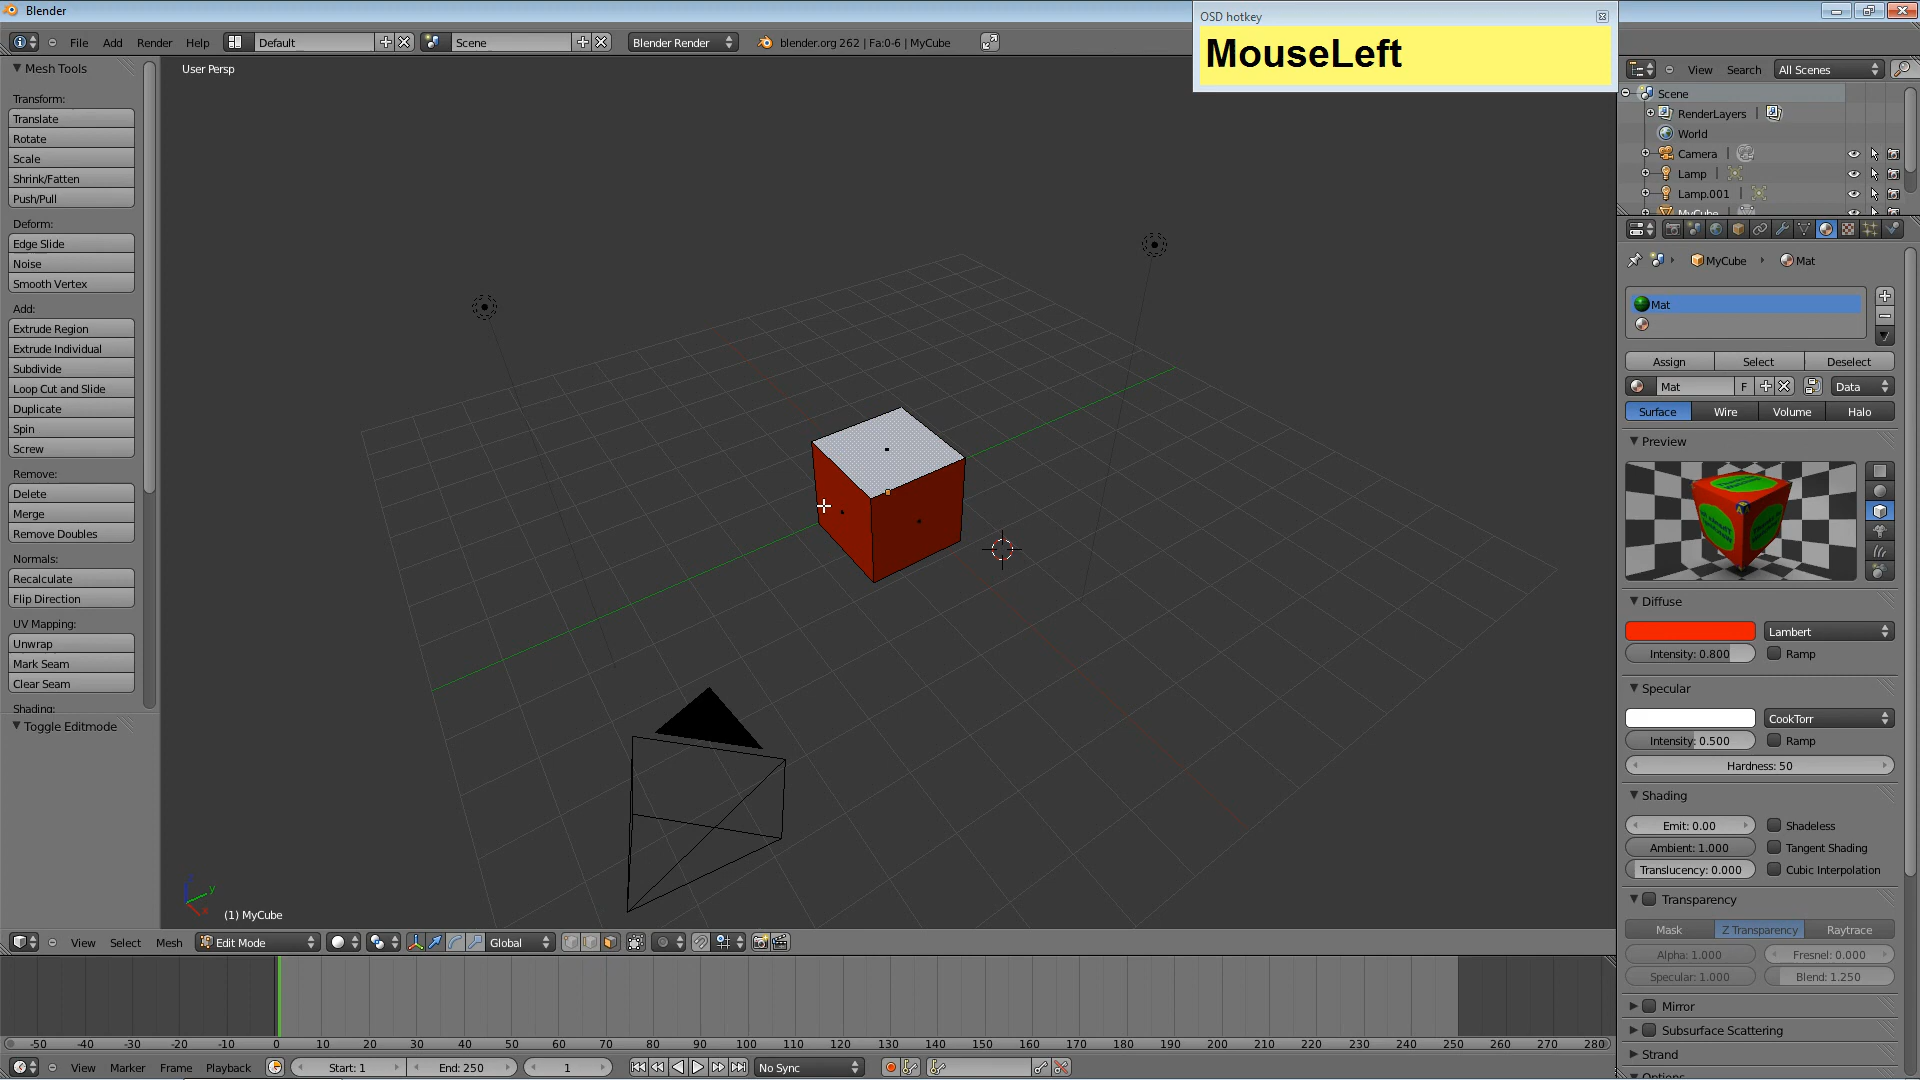 Blender
OSD hotkey
MouseLeft
File Add Render Help Default Scene Blender Render blender.org 262 | Fa:0-6 | MyCube
View Search All Scenes
Mesh Tools
User Persp
Transform:
Translate
Rotate
Scale
Shrink/Fatten
Push/Pull
Deform:
Edge Slide
Noise
Smooth Vertex
Add:
Extrude Region
Extrude Individual
Subdivide
Loop Cut and Slide
Duplicate
Spin
Screw
Remove:
Delete
Merge
Remove Doubles
Normals:
Recalculate
Flip Direction
UV Mapping:
Unwrap
Mark Seam
Clear Seam
Shading:
Toggle Editmode
(1) MyCube
Scene
RenderLayers |
World
Camera |
Lamp |
Lamp.001 |
MyCube |
MyCube Mat
Mat
Assign Select Deselect
Mat F Data
Surface Wire Volume Halo
Preview
Diffuse
Lambert
Intensity: 0.800 Ramp
Specular
CookTorr
Intensity: 0.500 Ramp
Hardness: 50
Shading
Emit: 0.00 Shadeless
Ambient: 1.000 Tangent Shading
Translucency: 0.000 Cubic Interpolation
Transparency
Mask Z Transparency Raytrace
Alpha: 1.000 Fresnel: 0.000
Specular: 1.000 Blend: 1.250
Mirror
Subsurface Scattering
Strand
Options
View Select Mesh Edit Mode Global
-50 -40 -30 -20 -10 0 10 20 30 40 50 60 70 80 90 100 110 120 130 140 150 160 170 180 190 200 210 220 230 240 250 260 270 280
View Marker Frame Playback Start: 1 End: 250 1 No Sync